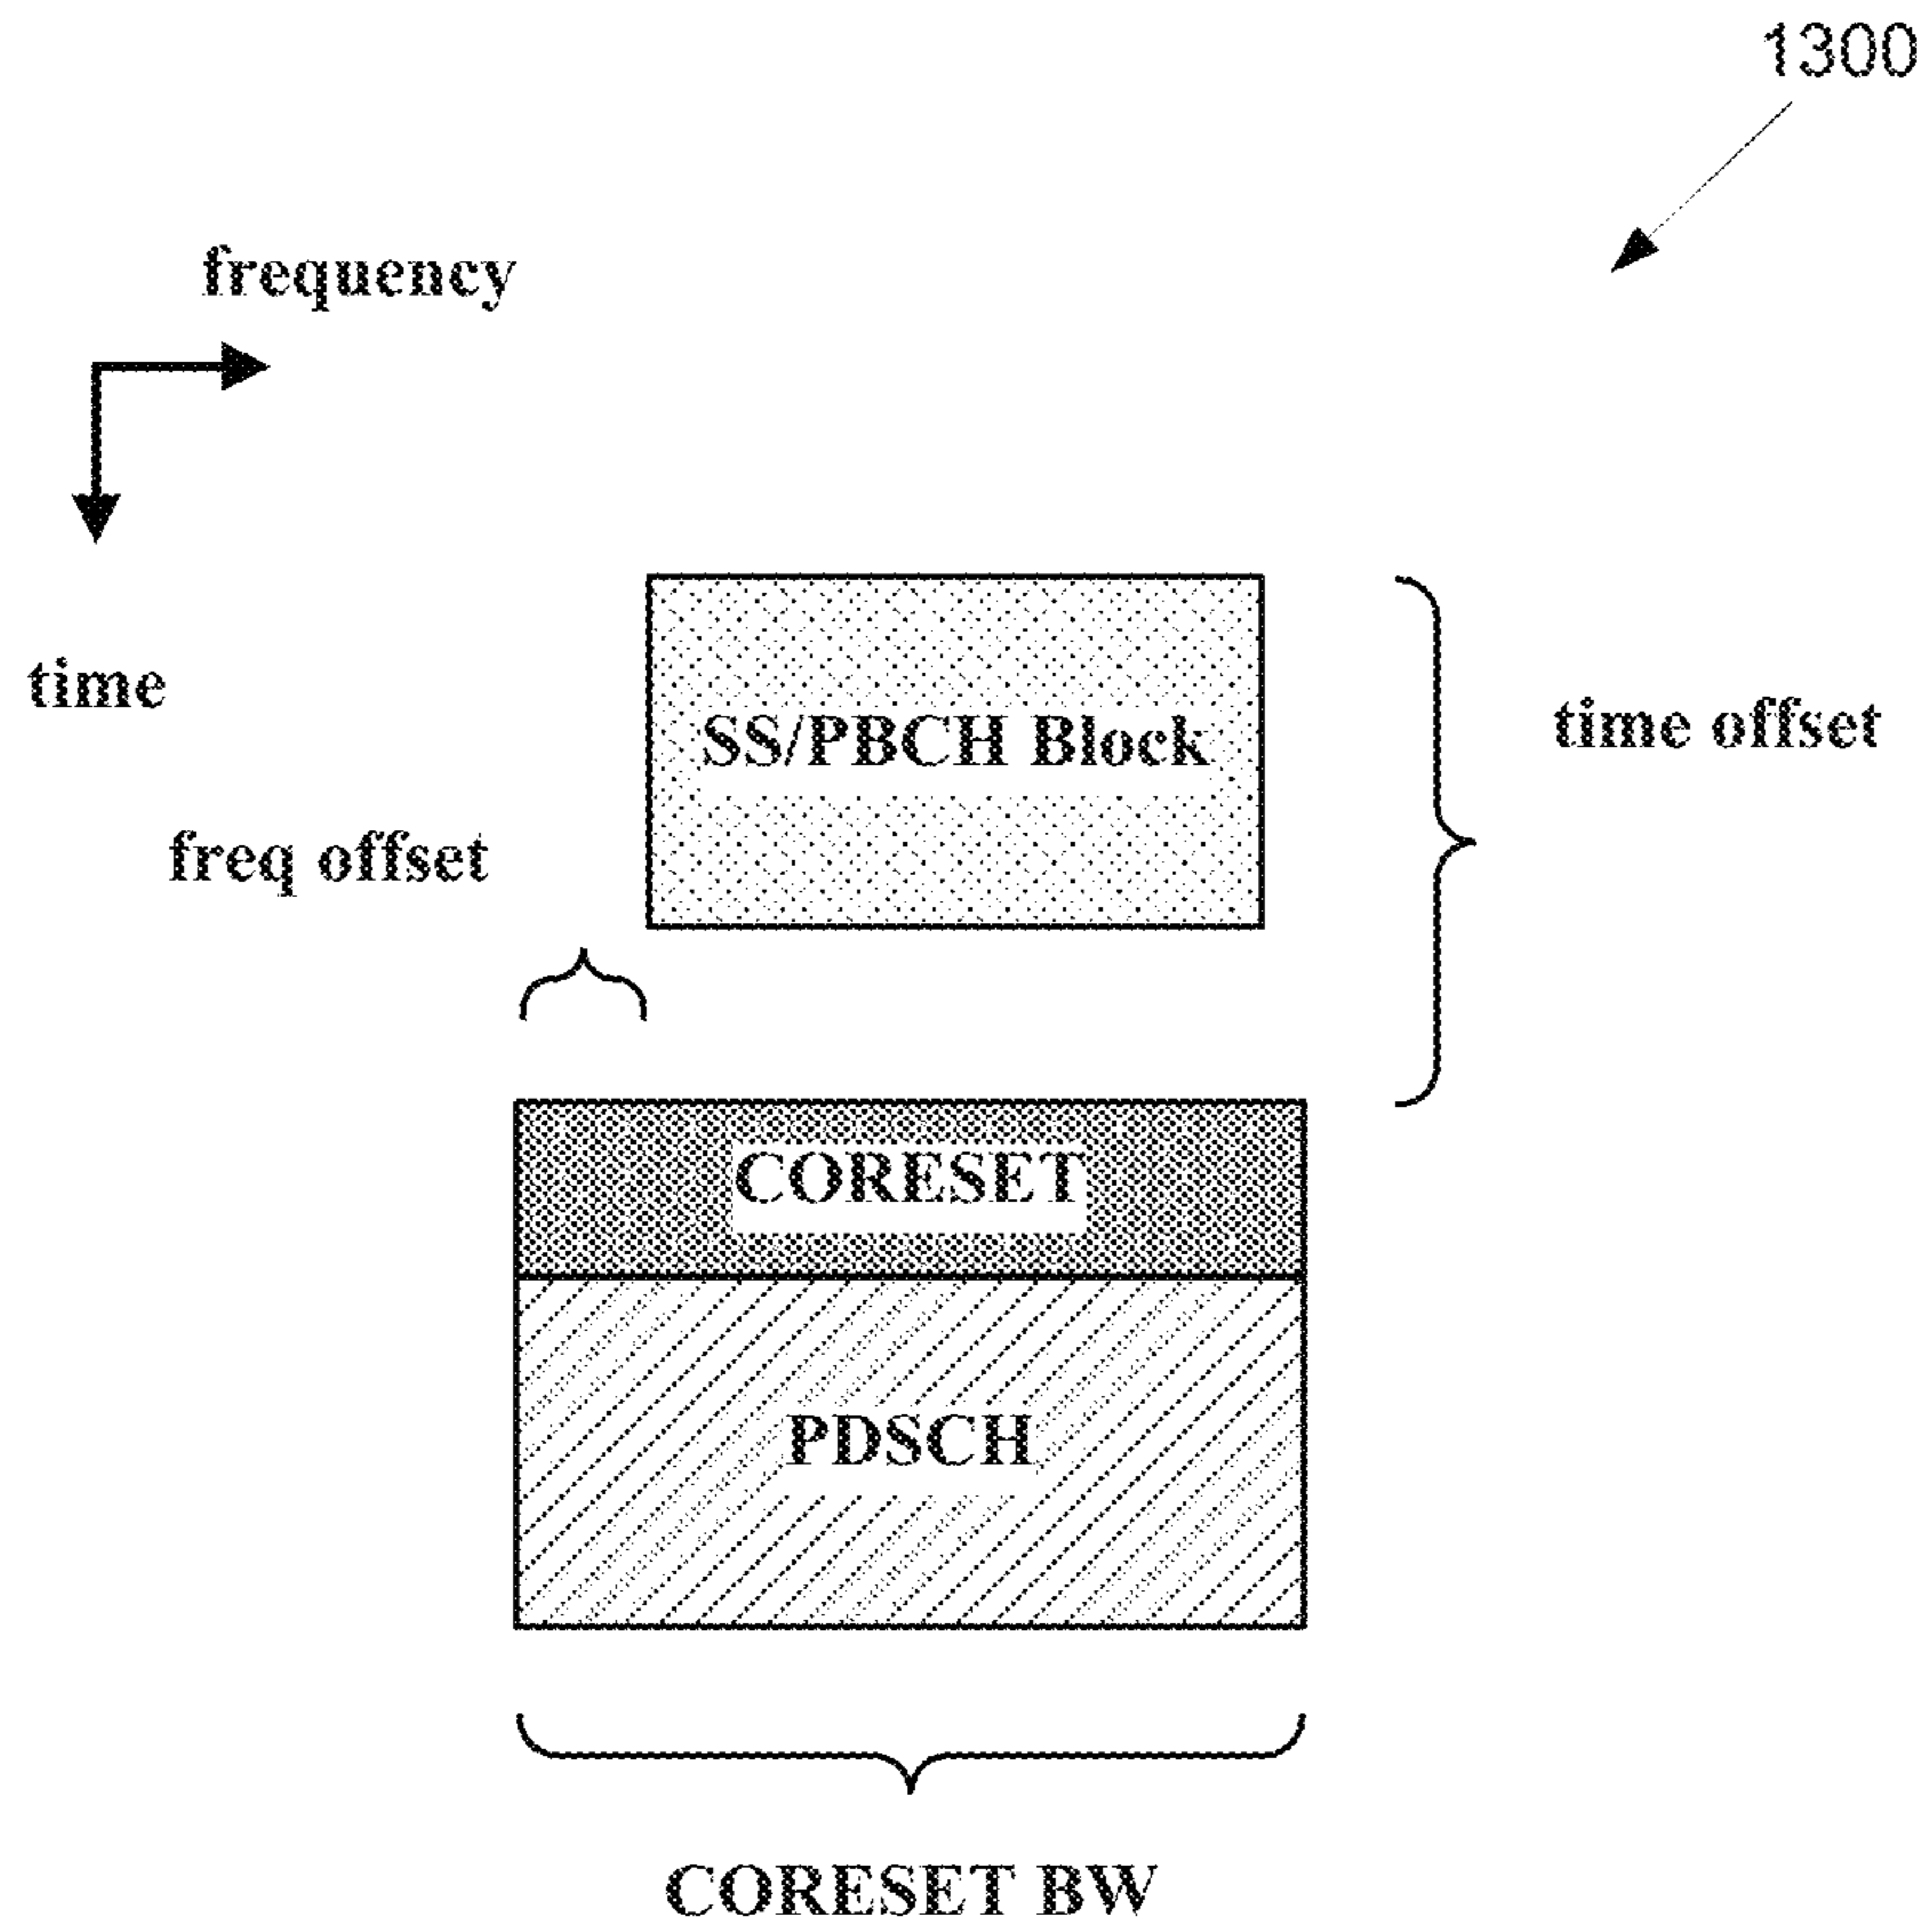 1300
frequency
time
SS/PBCH Block
time offset
freq offset
CORESET
PDSCH
CORESET BW